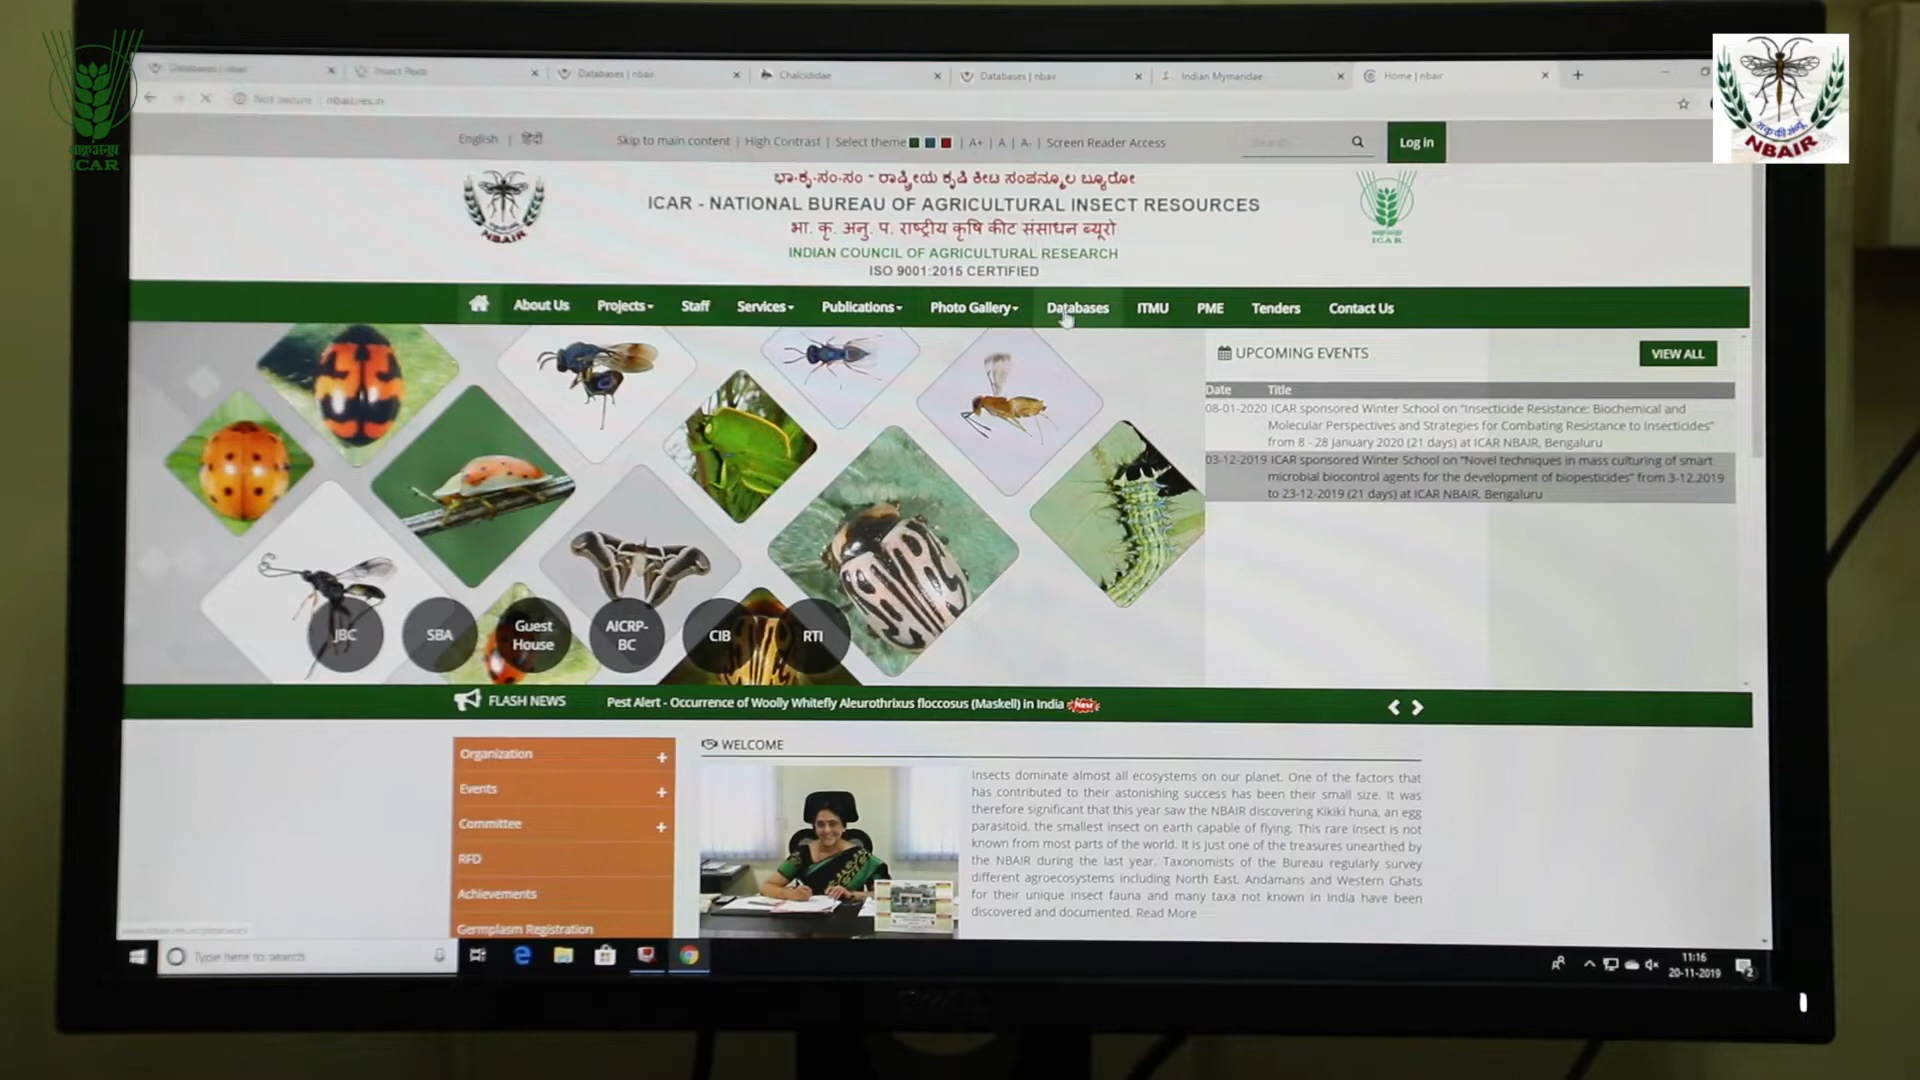 Databases | nbair
Insect Pests
Databases | nbair
Chalcididae
Databases | nbair
Indian Mymaridae
Home | nbair
Not secure
nbair.res.in
ICAR
NBAIR
English | हिंदी
Skip to main content | High Contrast | Select theme | A+ | A | A- | Screen Reader Access
Search
Log in
ಭಾ.ಕೃ.ಸಂ.ಸಂ - ರಾಷ್ಟ್ರೀಯ ಕೃಷಿ ಕೀಟ ಸಂಪನ್ಮೂಲ ಬ್ಯೂರೋ
ICAR - NATIONAL BUREAU OF AGRICULTURAL INSECT RESOURCES
भा. कृ. अनु. प. राष्ट्रीय कृषि कीट संसाधन ब्यूरो
INDIAN COUNCIL OF AGRICULTURAL RESEARCH
ISO 9001:2015 CERTIFIED
NBAIR
ICAR
About Us
Projects
Staff
Services
Publications
Photo Gallery
Databases
ITMU
PME
Tenders
Contact Us
UPCOMING EVENTS
VIEW ALL
Date Title
08-01-2020 ICAR sponsored Winter School on "Insecticide Resistance: Biochemical and
Molecular Perspectives and Strategies for Combating Resistance to Insecticides"
from 8 - 28 January 2020 (21 days) at ICAR NBAIR, Bengaluru
03-12-2019 ICAR sponsored Winter School on "Novel techniques in mass culturing of smart
microbial biocontrol agents for the development of biopesticides" from 3-12.2019
to 23-12-2019 (21 days) at ICAR NBAIR, Bengaluru
JBC
SBA
Guest
House
AICRP-
BC
CIB
RTI
FLASH NEWS
Pest Alert - Occurrence of Woolly Whitefly Aleurothrixus floccosus (Maskell) in India New
Organization +
Events +
Committee +
RFD
Achievements
Germplasm Registration
WELCOME
Insects dominate almost all ecosystems on our planet. One of the factors that
has contributed to their astonishing success has been their small size. It was
therefore significant that this year saw the NBAIR discovering Kikiki huna, an egg
parasitoid, the smallest insect on earth capable of flying. This rare insect is not
known from most parts of the world. It is just one of the treasures unearthed by
the NBAIR during the last year. Taxonomists of the Bureau regularly survey
different agroecosystems including North East, Andamans and Western Ghats
for their unique insect fauna and many taxa not known in India have been
discovered and documented. Read More
Type here to search
11:16
20-11-2019
2